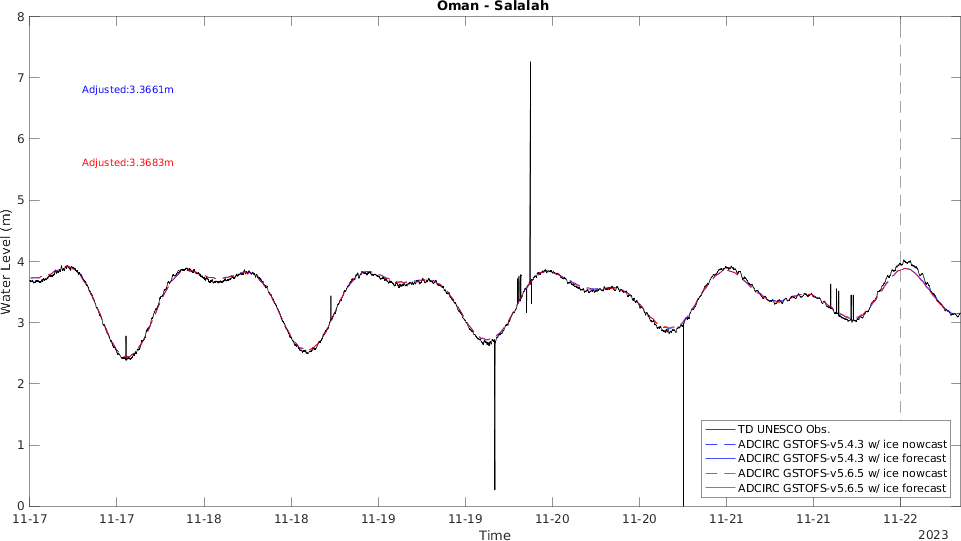 Oman - Salalah
8
7
6
5
4
3
2
1
0
Water Level (m)
Adjusted:3.3661m
Adjusted:3.3683m
TD UNESCO Obs.
ADCIRC GSTOFS-v5.4.3 w/ ice nowcast
ADCIRC GSTOFS-v5.4.3 w/ ice forecast
ADCIRC GSTOFS-v5.6.5 w/ ice nowcast
ADCIRC GSTOFS-v5.6.5 w/ ice forecast
11-17 11-17 11-18 11-18 11-19 11-19 11-20 11-20 11-21 11-21 11-22
Time
2023